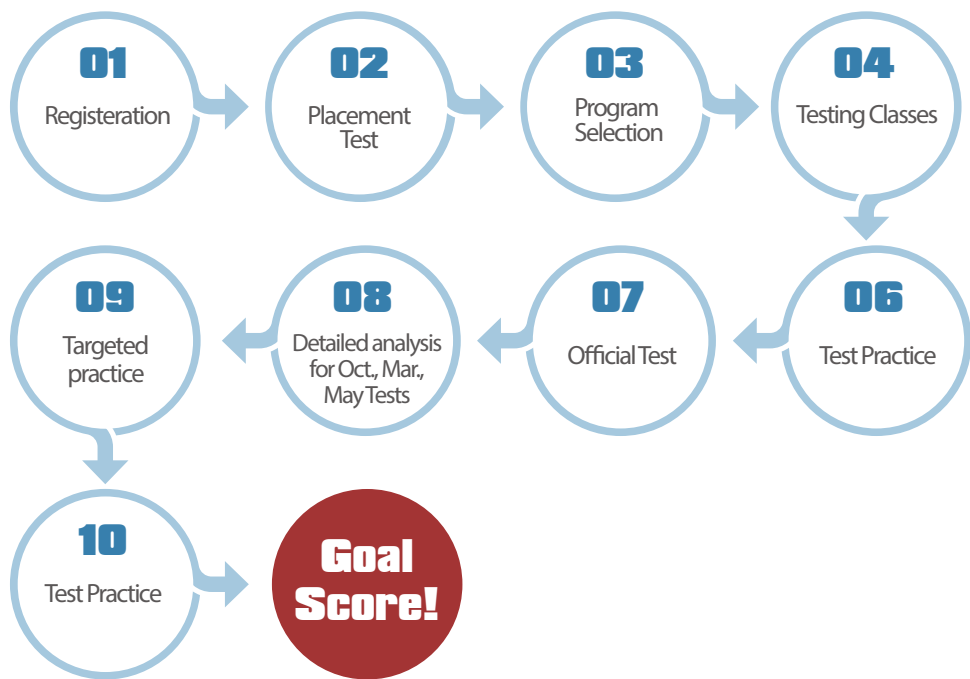 01
Registeration
02
Placement
Test
03
Program
Selection
04
Testing Classes
06
Test Practice
07
Official Test
08
Detailed analysis
for Oct., Mar.,
May Tests
09
Targeted
practice
10
Test Practice
Goal
Score!